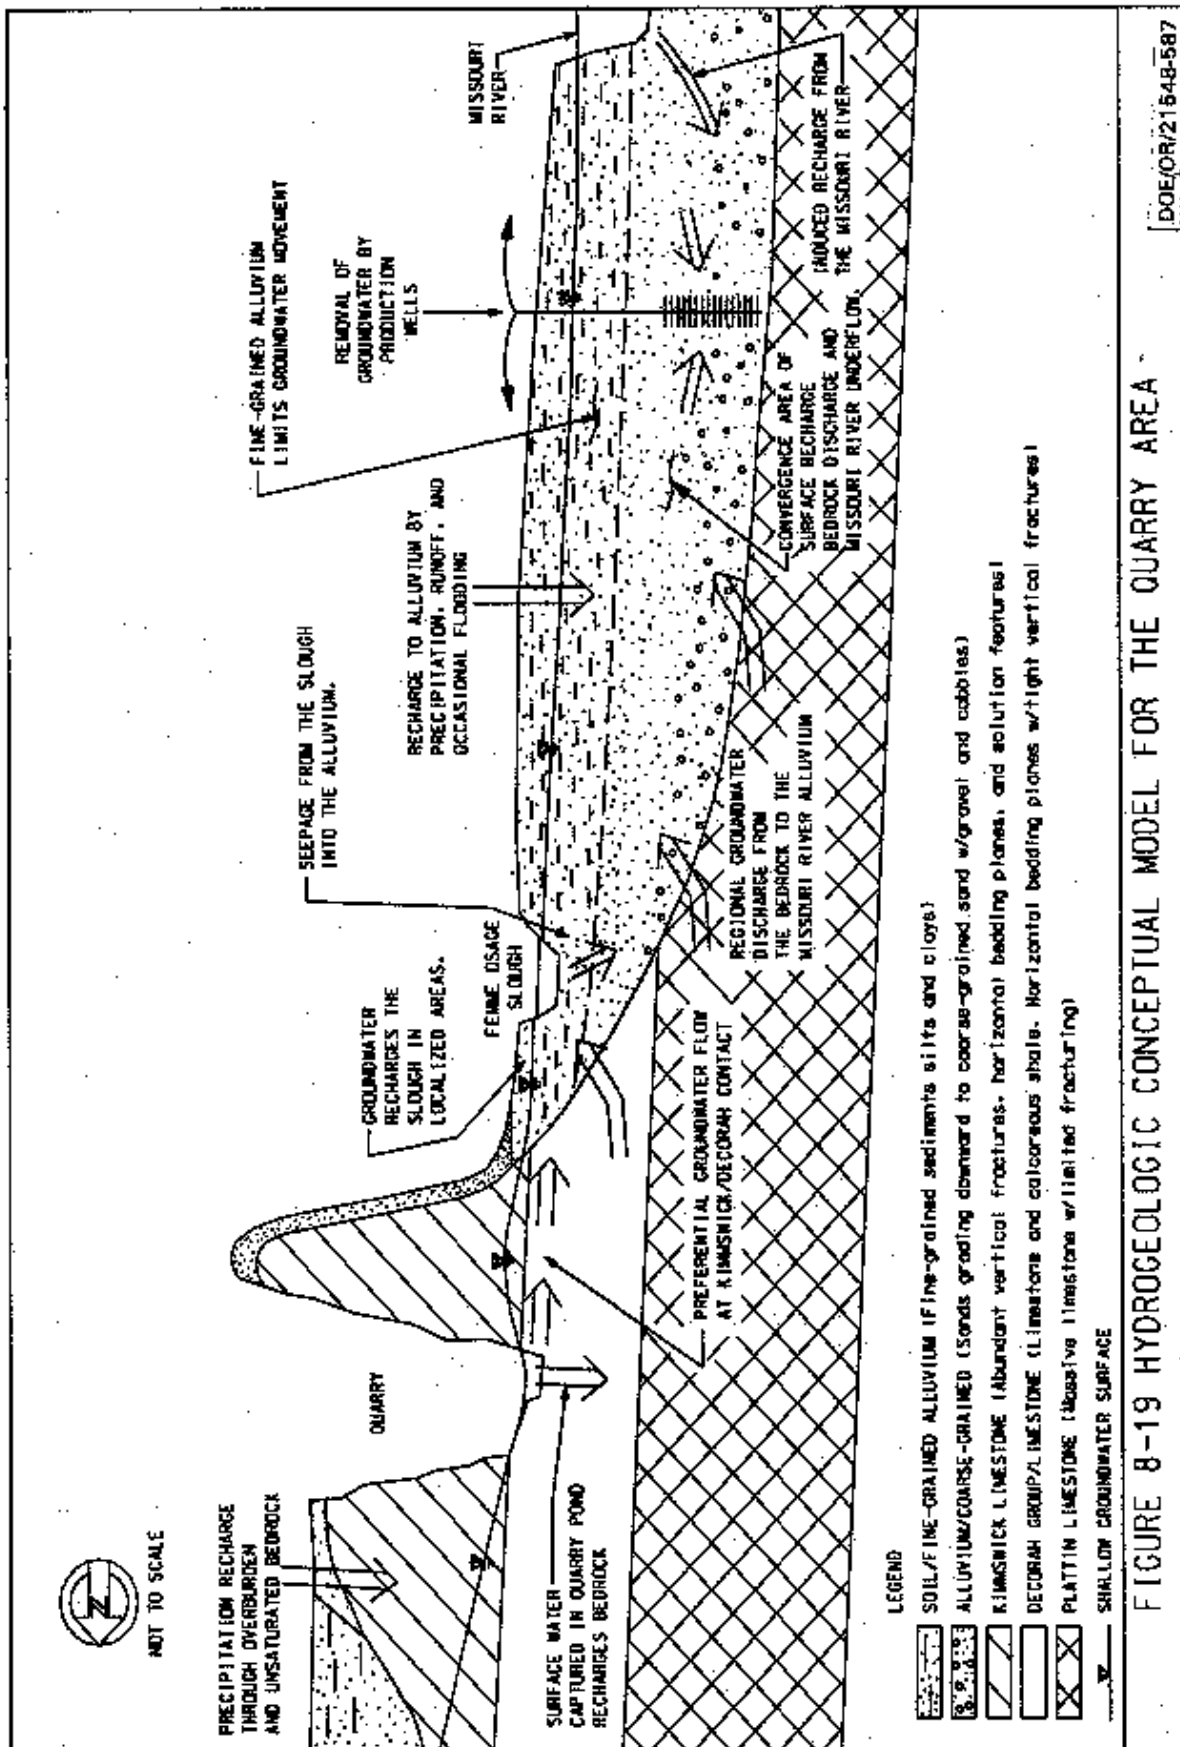 NOT TO SCALE
PRECIPITATION RECHARGE
THROUGH OVERBURDEN
AND UNSATURATED BEDROCK
QUARRY
SURFACE WATER
CAPTURED IN QUARRY POND
RECHARGES BEDROCK
GROUNDWATER
RECHARGES THE
SLOUGH IN
LOCALIZED AREAS.
FEMME OSAGE
SLOUGH
SEEPAGE FROM THE SLOUGH
INTO THE ALLUVIUM.
RECHARGE TO ALLUVIUM BY
PRECIPITATION, RUNOFF, AND
OCCASIONAL FLOODING
FINE-GRAINED ALLUVIUM
LIMITS GROUNDWATER MOVEMENT
REMOVAL OF
GROUNDWATER BY
PRODUCTION
WELLS
MISSOURI
RIVER
PREFERENTIAL GROUNDWATER FLOW
AT KIMMSWICK/DECORAH CONTACT
REGIONAL GROUNDWATER
DISCHARGE FROM
THE BEDROCK TO THE
MISSOURI RIVER ALLUVIUM
CONVERGENCE AREA OF
SURFACE RECHARGE
BEDROCK DISCHARGE AND
MISSOURI RIVER UNDERFLOW.
INDUCED RECHARGE FROM
THE MISSOURI RIVER
LEGEND
SOIL/FINE-GRAINED ALLUVIUM (Fine-grained sediments silts and clays)
ALLUVIUM/COARSE-GRAINED (Sands grading downward to coarse-grained sand w/gravel and cobbles)
KIMMSWICK LIMESTONE (Abundant vertical fractures, horizontal bedding planes, and solution features)
DECORAH GROUP/LIMESTONE (Limestone and calcareous shale. Horizontal bedding planes w/tight vertical fractures)
PLATTIN LIMESTONE (Massive limestone w/limited fracturing)
SHALLOW GROUNDWATER SURFACE
FIGURE 8-19 HYDROGEOLOGIC CONCEPTUAL MODEL FOR THE QUARRY AREA
DOE/OR/21548-587